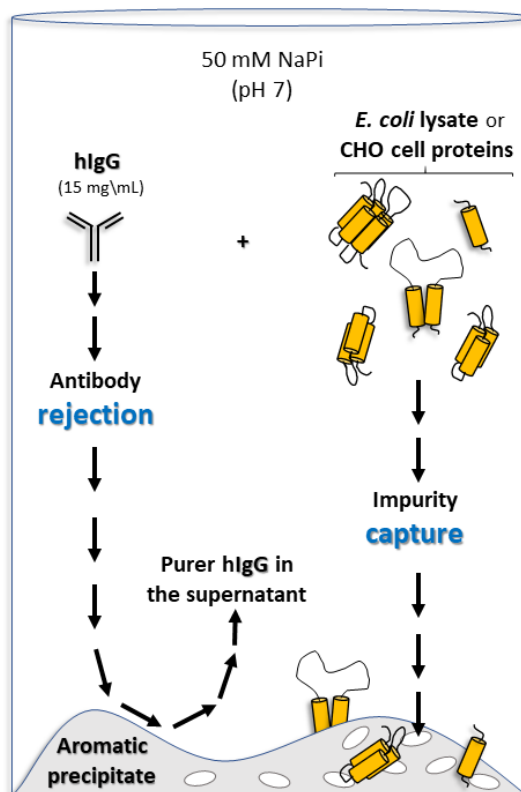 50 mM NaPi
(pH 7)
E. coli lysate or
CHO cell proteins
hIgG
(15 mg\mL)
+
Antibody
rejection
Impurity
capture
Purer hIgG in
the supernatant
Aromatic
precipitate